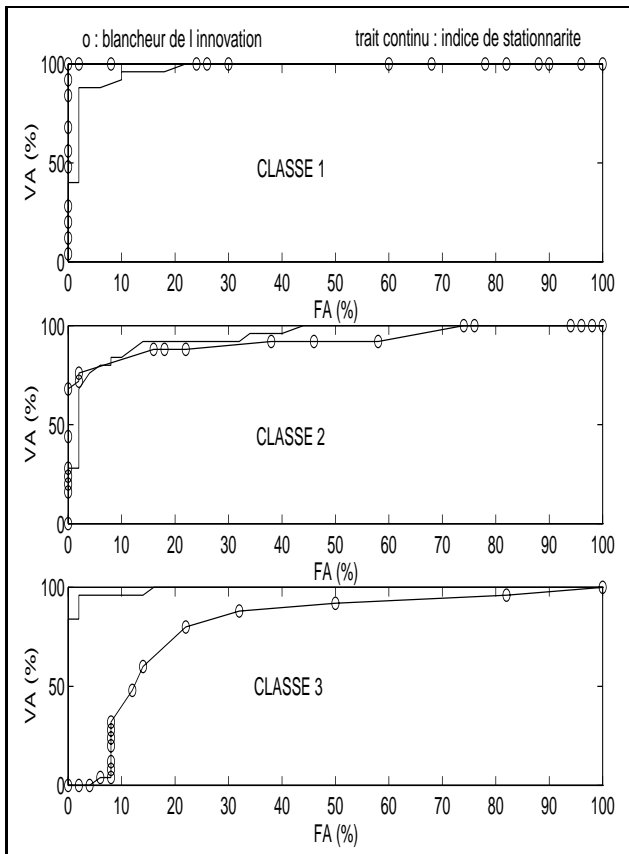 o : blancheur de l innovation trait continu : indice de stationnarite
100
50
0
VA (%)
CLASSE 1
0 10 20 30 40 50 60 70 80 90 100
FA (%)
100
50
0
VA (%)
CLASSE 2
0 10 20 30 40 50 60 70 80 90 100
FA (%)
100
50
0
VA (%)
CLASSE 3
0 10 20 30 40 50 60 70 80 90 100
FA (%)